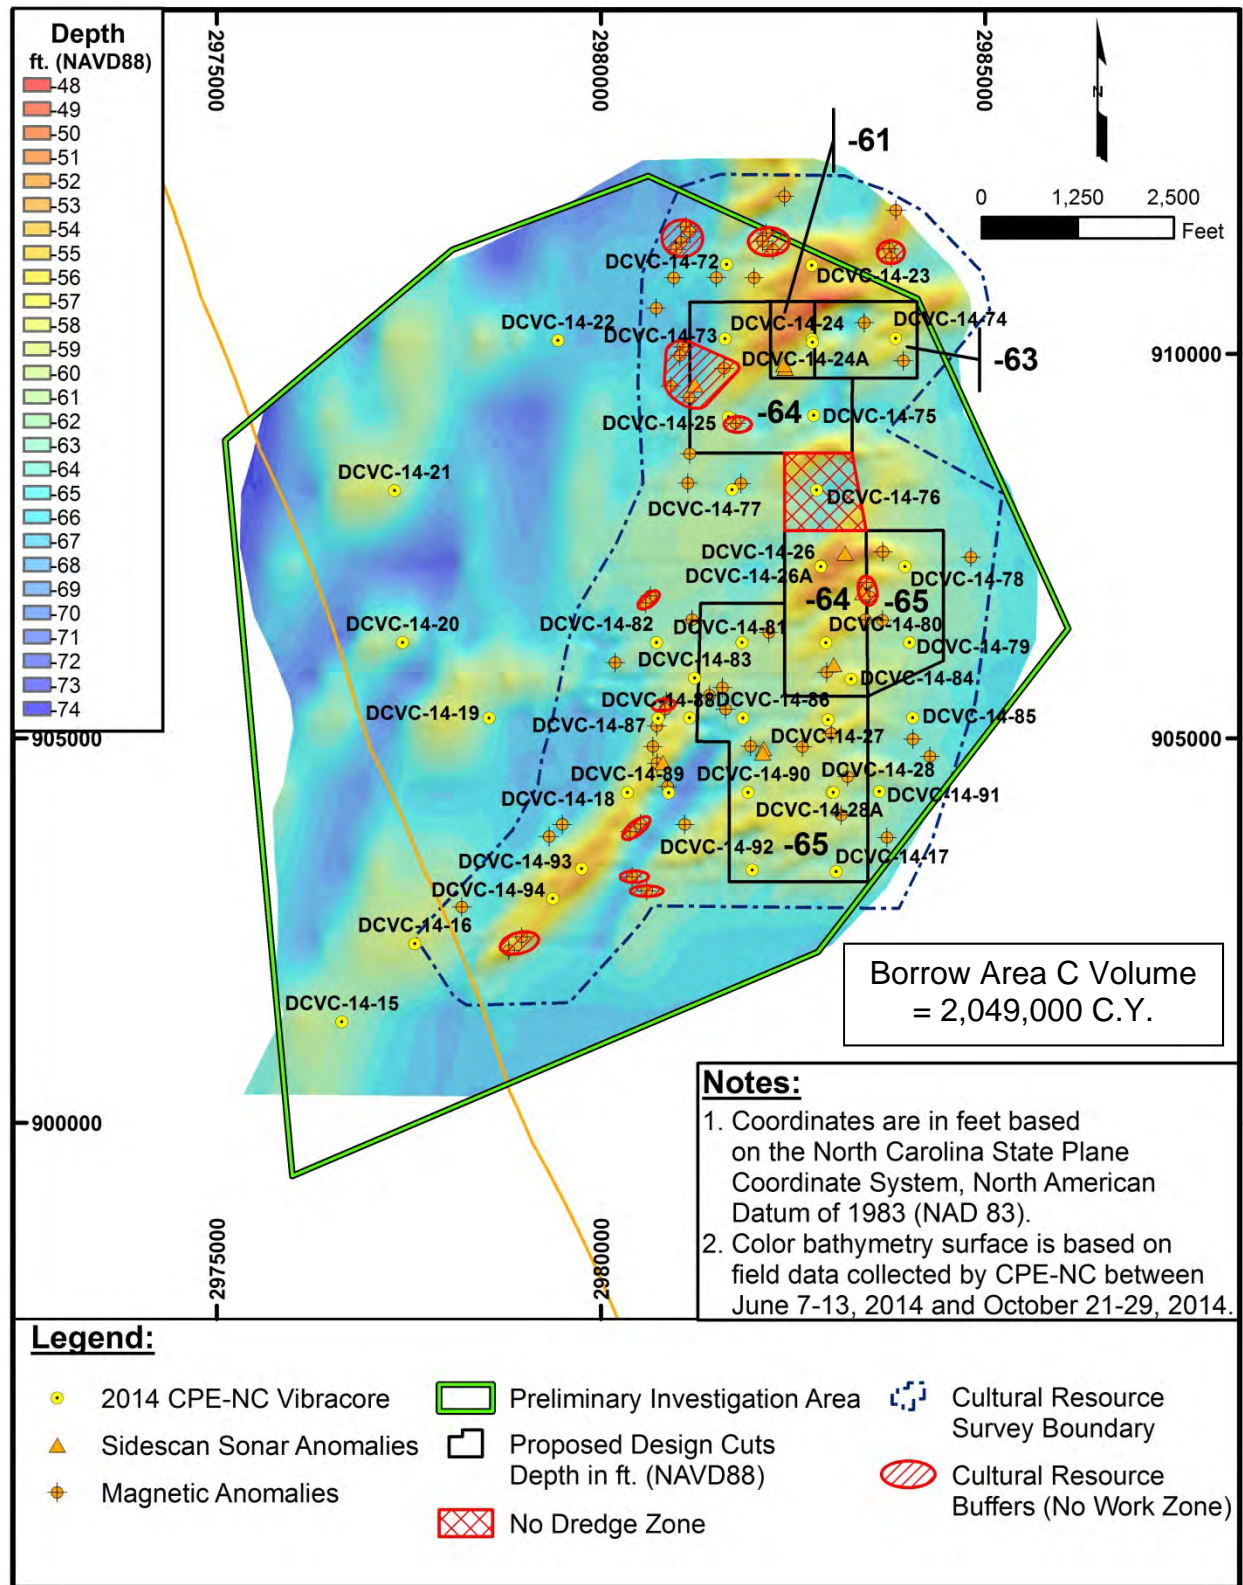 Depth
ft. (NAVD88)
-48
-49
-50
-51
-52
-53
-54
-55
-56
-57
-58
-59
-60
-61
-62
-63
-64
-65
-66
-67
-68
-69
-70
-71
-72
-73
-74
2975000
2980000
2985000
N
0 1,250 2,500
Feet
-61
DCVC-14-72
DCVC-14-23
DCVC-14-22
DCVC-14-73
DCVC-14-24
DCVC-14-74
910000
DCVC-14-24A
-63
-64
DCVC-14-25
DCVC-14-75
DCVC-14-21
DCVC-14-77
DCVC-14-76
DCVC-14-26
DCVC-14-26A
DCVC-14-78
-64
-65
DCVC-14-20
DCVC-14-82
DCVC-14-81
DCVC-14-80
DCVC-14-79
DCVC-14-83
DCVC-14-84
DCVC-14-19
DCVC-14-88
DCVC-14-86
DCVC-14-85
DCVC-14-87
DCVC-14-27
905000
905000
DCVC-14-89
DCVC-14-90
DCVC-14-28
DCVC-14-18
DCVC-14-28A
DCVC-14-91
DCVC-14-92
-65
DCVC-14-17
DCVC-14-93
DCVC-14-94
DCVC-14-16
DCVC-14-15
Borrow Area C Volume
= 2,049,000 C.Y.
900000
Notes:
1. Coordinates are in feet based
on the North Carolina State Plane
Coordinate System, North American
Datum of 1983 (NAD 83).
2. Color bathymetry surface is based on
field data collected by CPE-NC between
June 7-13, 2014 and October 21-29, 2014.
2975000
2980000
Legend:
2014 CPE-NC Vibracore
Sidescan Sonar Anomalies
Magnetic Anomalies
Preliminary Investigation Area
Proposed Design Cuts
Depth in ft. (NAVD88)
No Dredge Zone
Cultural Resource
Survey Boundary
Cultural Resource
Buffers (No Work Zone)